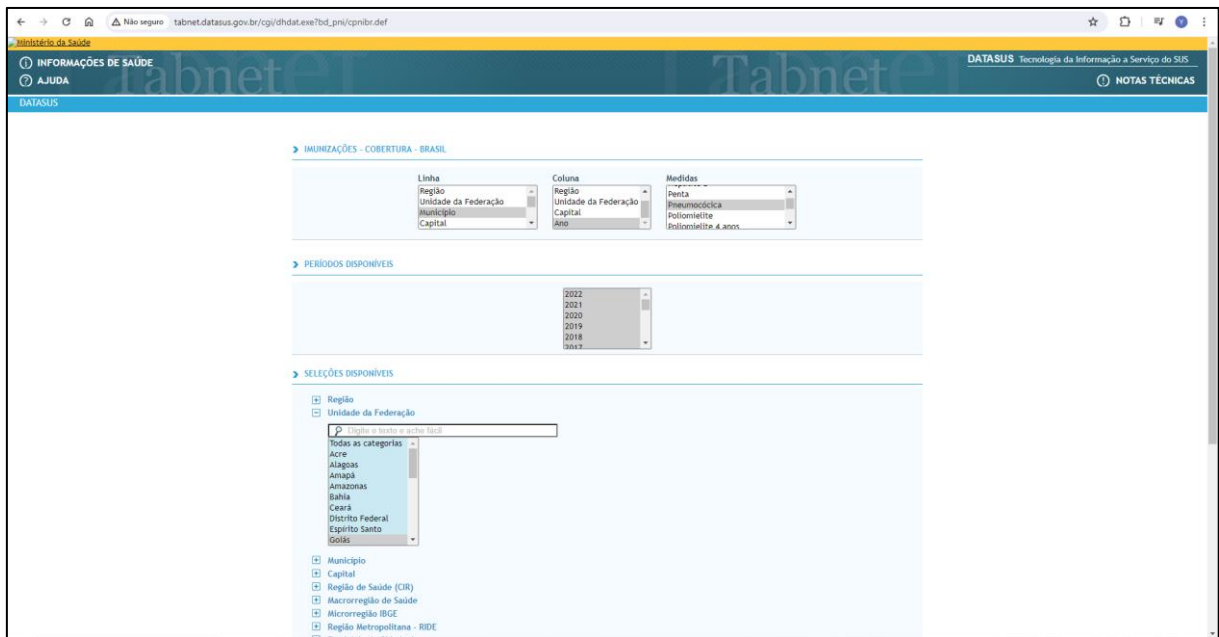 Não seguro tabnet.datasus.gov.br/cgi/dhdat.exe?bd_pni/cpnibr.def
Ministério da Saúde
INFORMAÇÕES DE SAÚDE
AJUDA
Tabnet
Tabnet
DATASUS Tecnologia da Informação a Serviço do SUS
NOTAS TÉCNICAS
DATASUS
IMUNIZAÇÕES - COBERTURA - BRASIL
Linha Coluna Medidas
Região Região
Unidade da Federação Unidade da Federação Penta
Município Capital Pneumocócica
Capital Ano Poliomielite
Poliomielite 4 anos
PERÍODOS DISPONÍVEIS
2022
2021
2020
2019
2018
2017
SELEÇÕES DISPONÍVEIS
Região
Unidade da Federação
Digite o texto e ache fácil
Todas as categorias
Acre
Alagoas
Amapá
Amazonas
Bahia
Ceará
Distrito Federal
Espírito Santo
Goiás
Município
Capital
Região de Saúde (CIR)
Macrorregião de Saúde
Microrregião IBGE
Região Metropolitana - RIDE